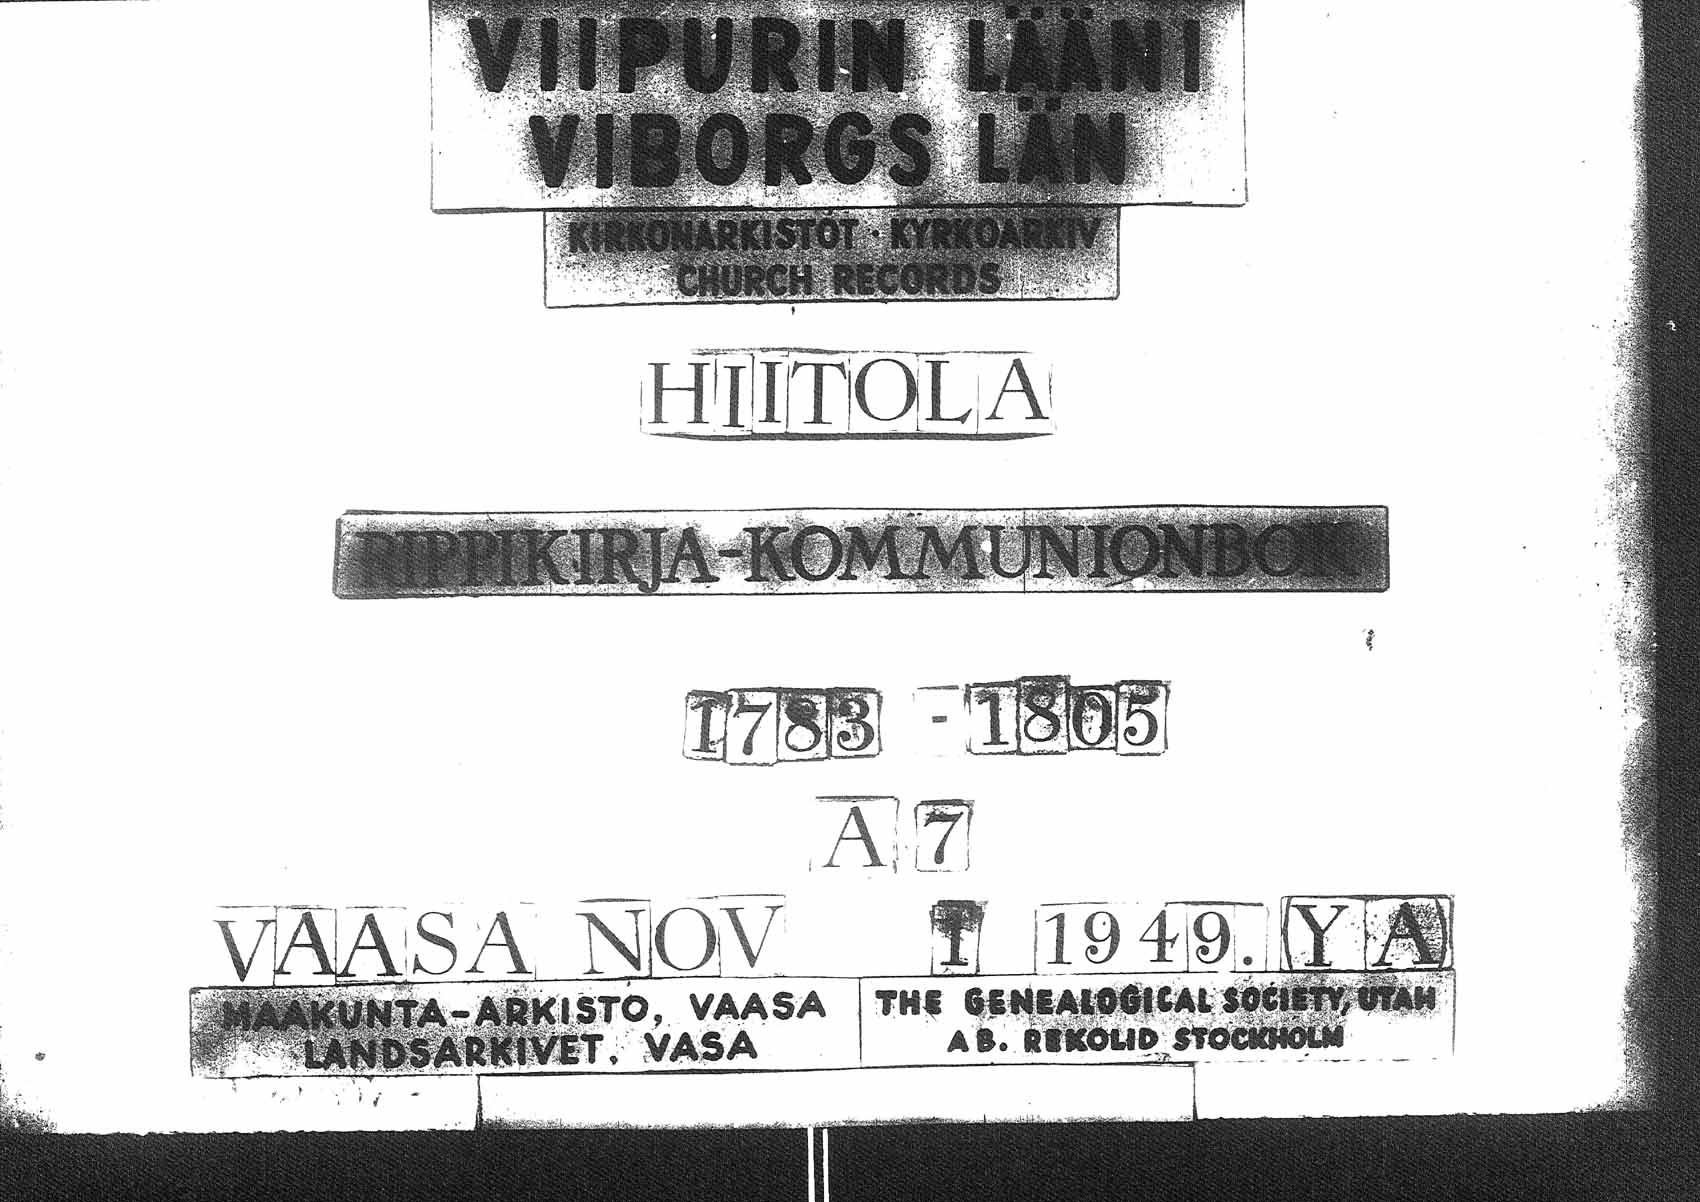 VIIPURIN LÄÄNI
VIBORGS LÄN
KIRKONARKISTOT · KYRKOARKIV
CHURCH RECORDS
HIITOLA
RIPPIKIRJA-KOMMUNIONBOK
1783 - 1805
A 7
VAASA NOV 1 1949. (YA)
MAAKUNTA-ARKISTO, VAASA
LANDSARKIVET, VASA
THE GENEALOGICAL SOCIETY, UTAH
AB. REKOLID STOCKHOLM